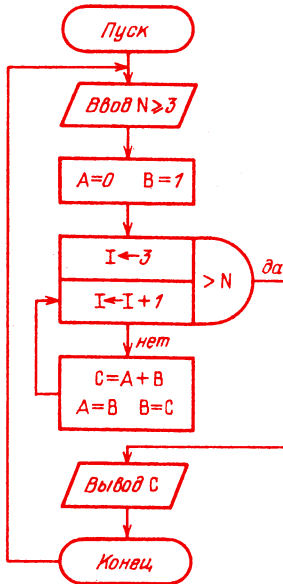 Пуск
Ввод N≥3
A=0 B=1
I←3
>N
да
I←I+1
нет
C=A+B
A=B B=C
Вывод C
Конец